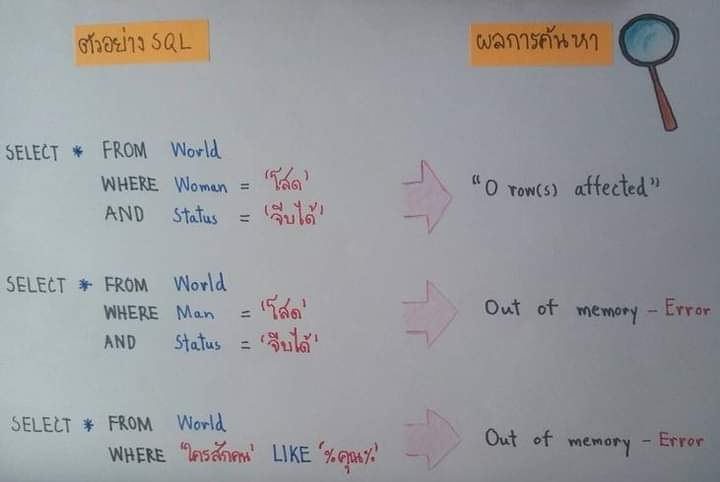 ตัวอย่าง SQL
ผลการค้นหา
SELECT * FROM World
WHERE Woman = 'โสด'
AND Status = 'จีบได้'
"0 row(s) affected"
SELECT * FROM World
WHERE Man = 'โสด'
AND Status = 'จีบได้'
Out of memory - Error
SELECT * FROM World
WHERE 'ใครสักคน' LIKE '%คุณ%'
Out of memory - Error